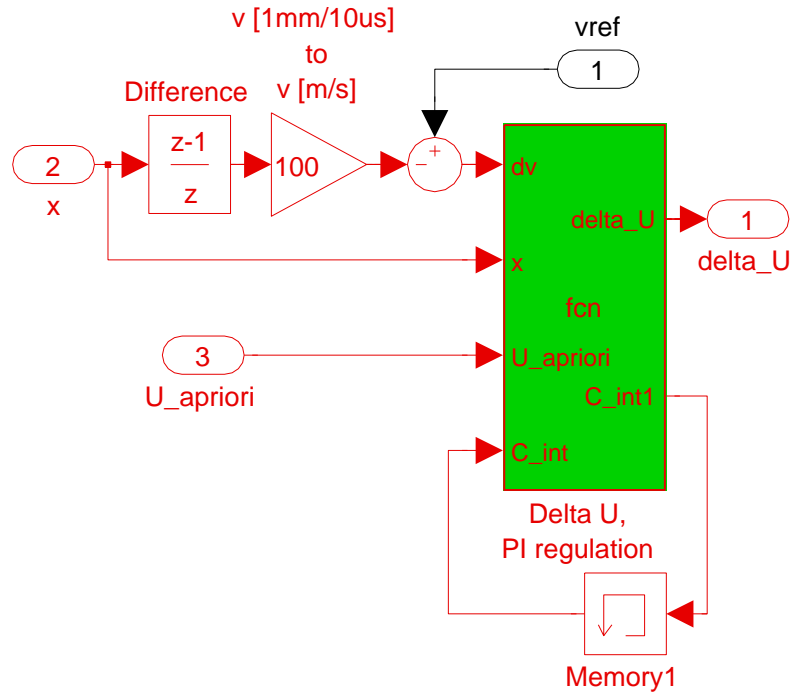 v [1mm/10us]
to
v [m/s]
vref
1
Difference
z-1
z
100
−
+
2
x
dv
delta_U
1
delta_U
x
fcn
3
U_apriori
U_apriori
C_int1
C_int
Delta U,
PI regulation
Memory1